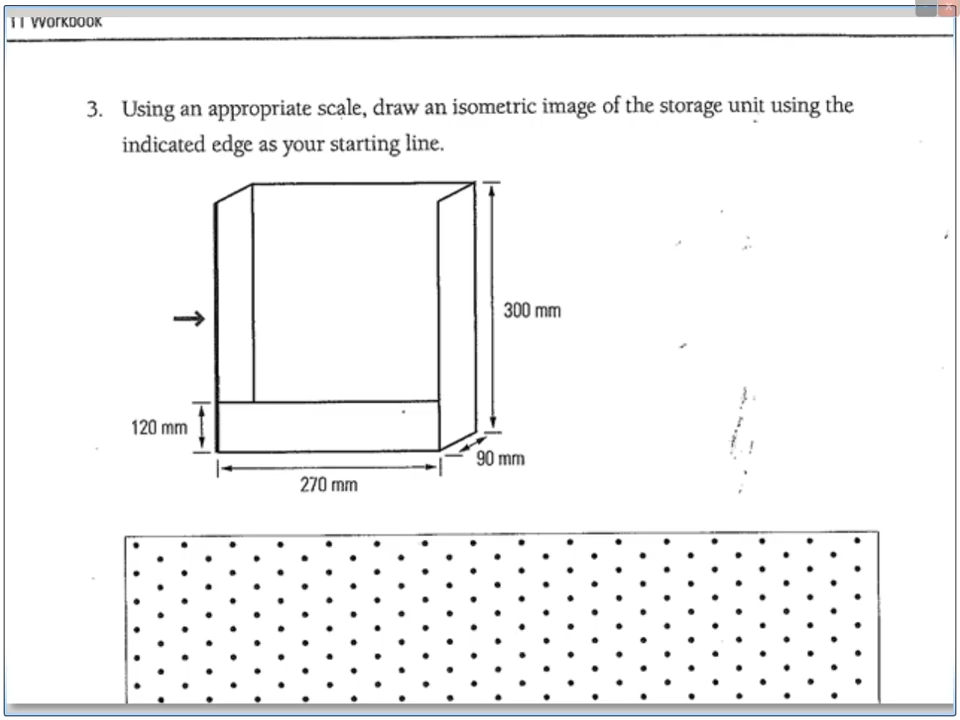 11 Workbook
3. Using an appropriate scale, draw an isometric image of the storage unit using the
indicated edge as your starting line.
300 mm
120 mm
90 mm
270 mm